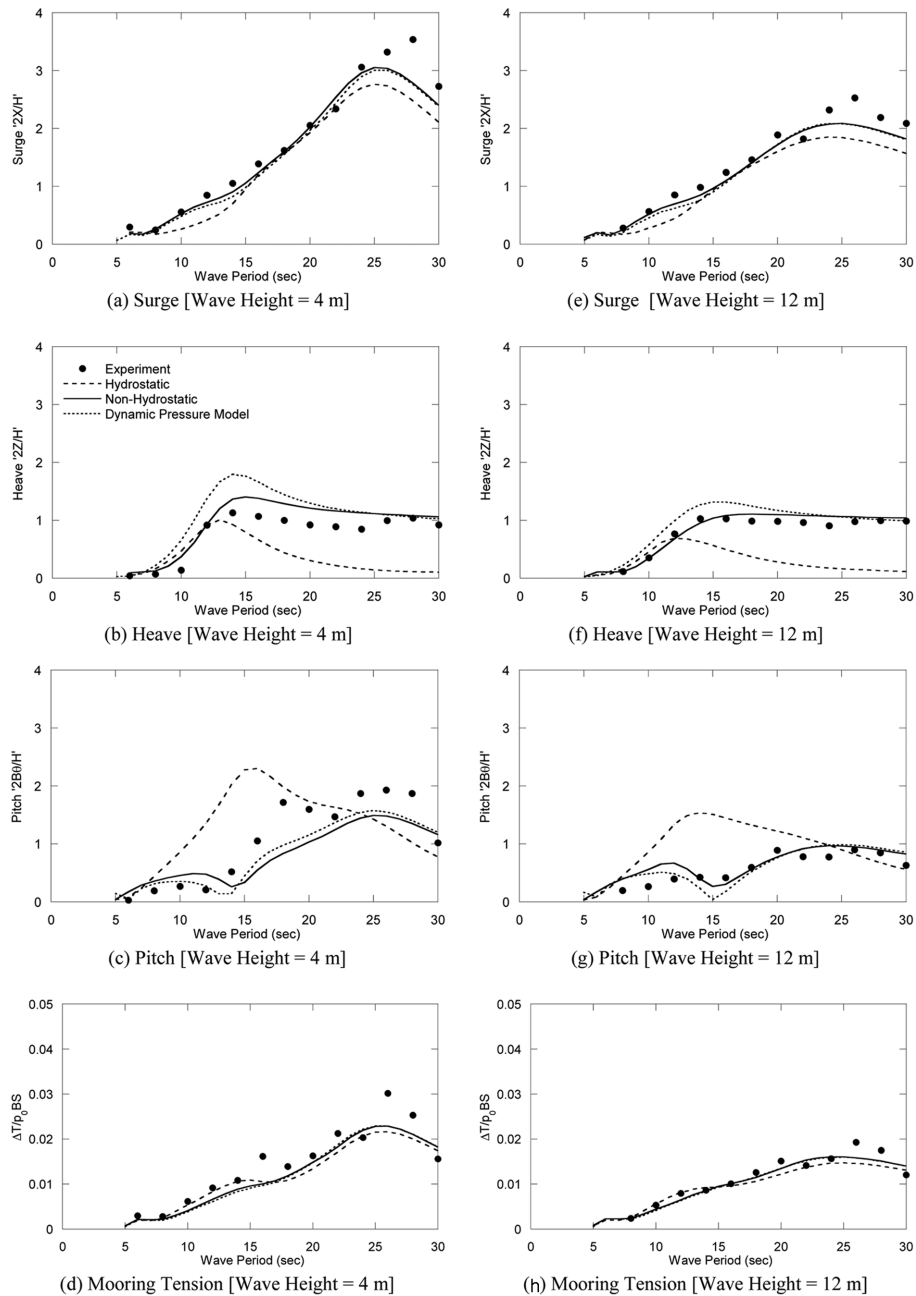 4
3
2
1
0
Surge '2X/H'
0 5 10 15 20 25 30
Wave Period (sec)
(a) Surge [Wave Height = 4 m]
4
3
2
1
0
Surge '2Z/H'
0 5 10 15 20 25 30
Wave Period (sec)
(e) Surge [Wave Height = 12 m]
4
3
2
1
0
Heave '2Z/H'
Experiment
Hydrostatic
Non-Hydrostatic
Dynamic Pressure Model
0 5 10 15 20 25 30
Wave Period (sec)
(b) Heave [Wave Height = 4 m]
4
3
2
1
0
Heave '2Z/H'
0 5 10 15 20 25 30
Wave Period (sec)
(f) Heave [Wave Height = 12 m]
4
3
2
1
0
Pitch '2Bθ/H'
0 5 10 15 20 25 30
Wave Period (sec)
(c) Pitch [Wave Height = 4 m]
4
3
2
1
0
Pitch '2Bθ/H'
0 5 10 15 20 25 30
Wave Period (sec)
(g) Pitch [Wave Height = 12 m]
0.05
0.04
0.03
0.02
0.01
0
ΔT/p₀BS
0 5 10 15 20 25 30
Wave Period (sec)
(d) Mooring Tension [Wave Height = 4 m]
0.05
0.04
0.03
0.02
0.01
0
ΔT/p₀BS
0 5 10 15 20 25 30
Wave Period (sec)
(h) Mooring Tension [Wave Height = 12 m]